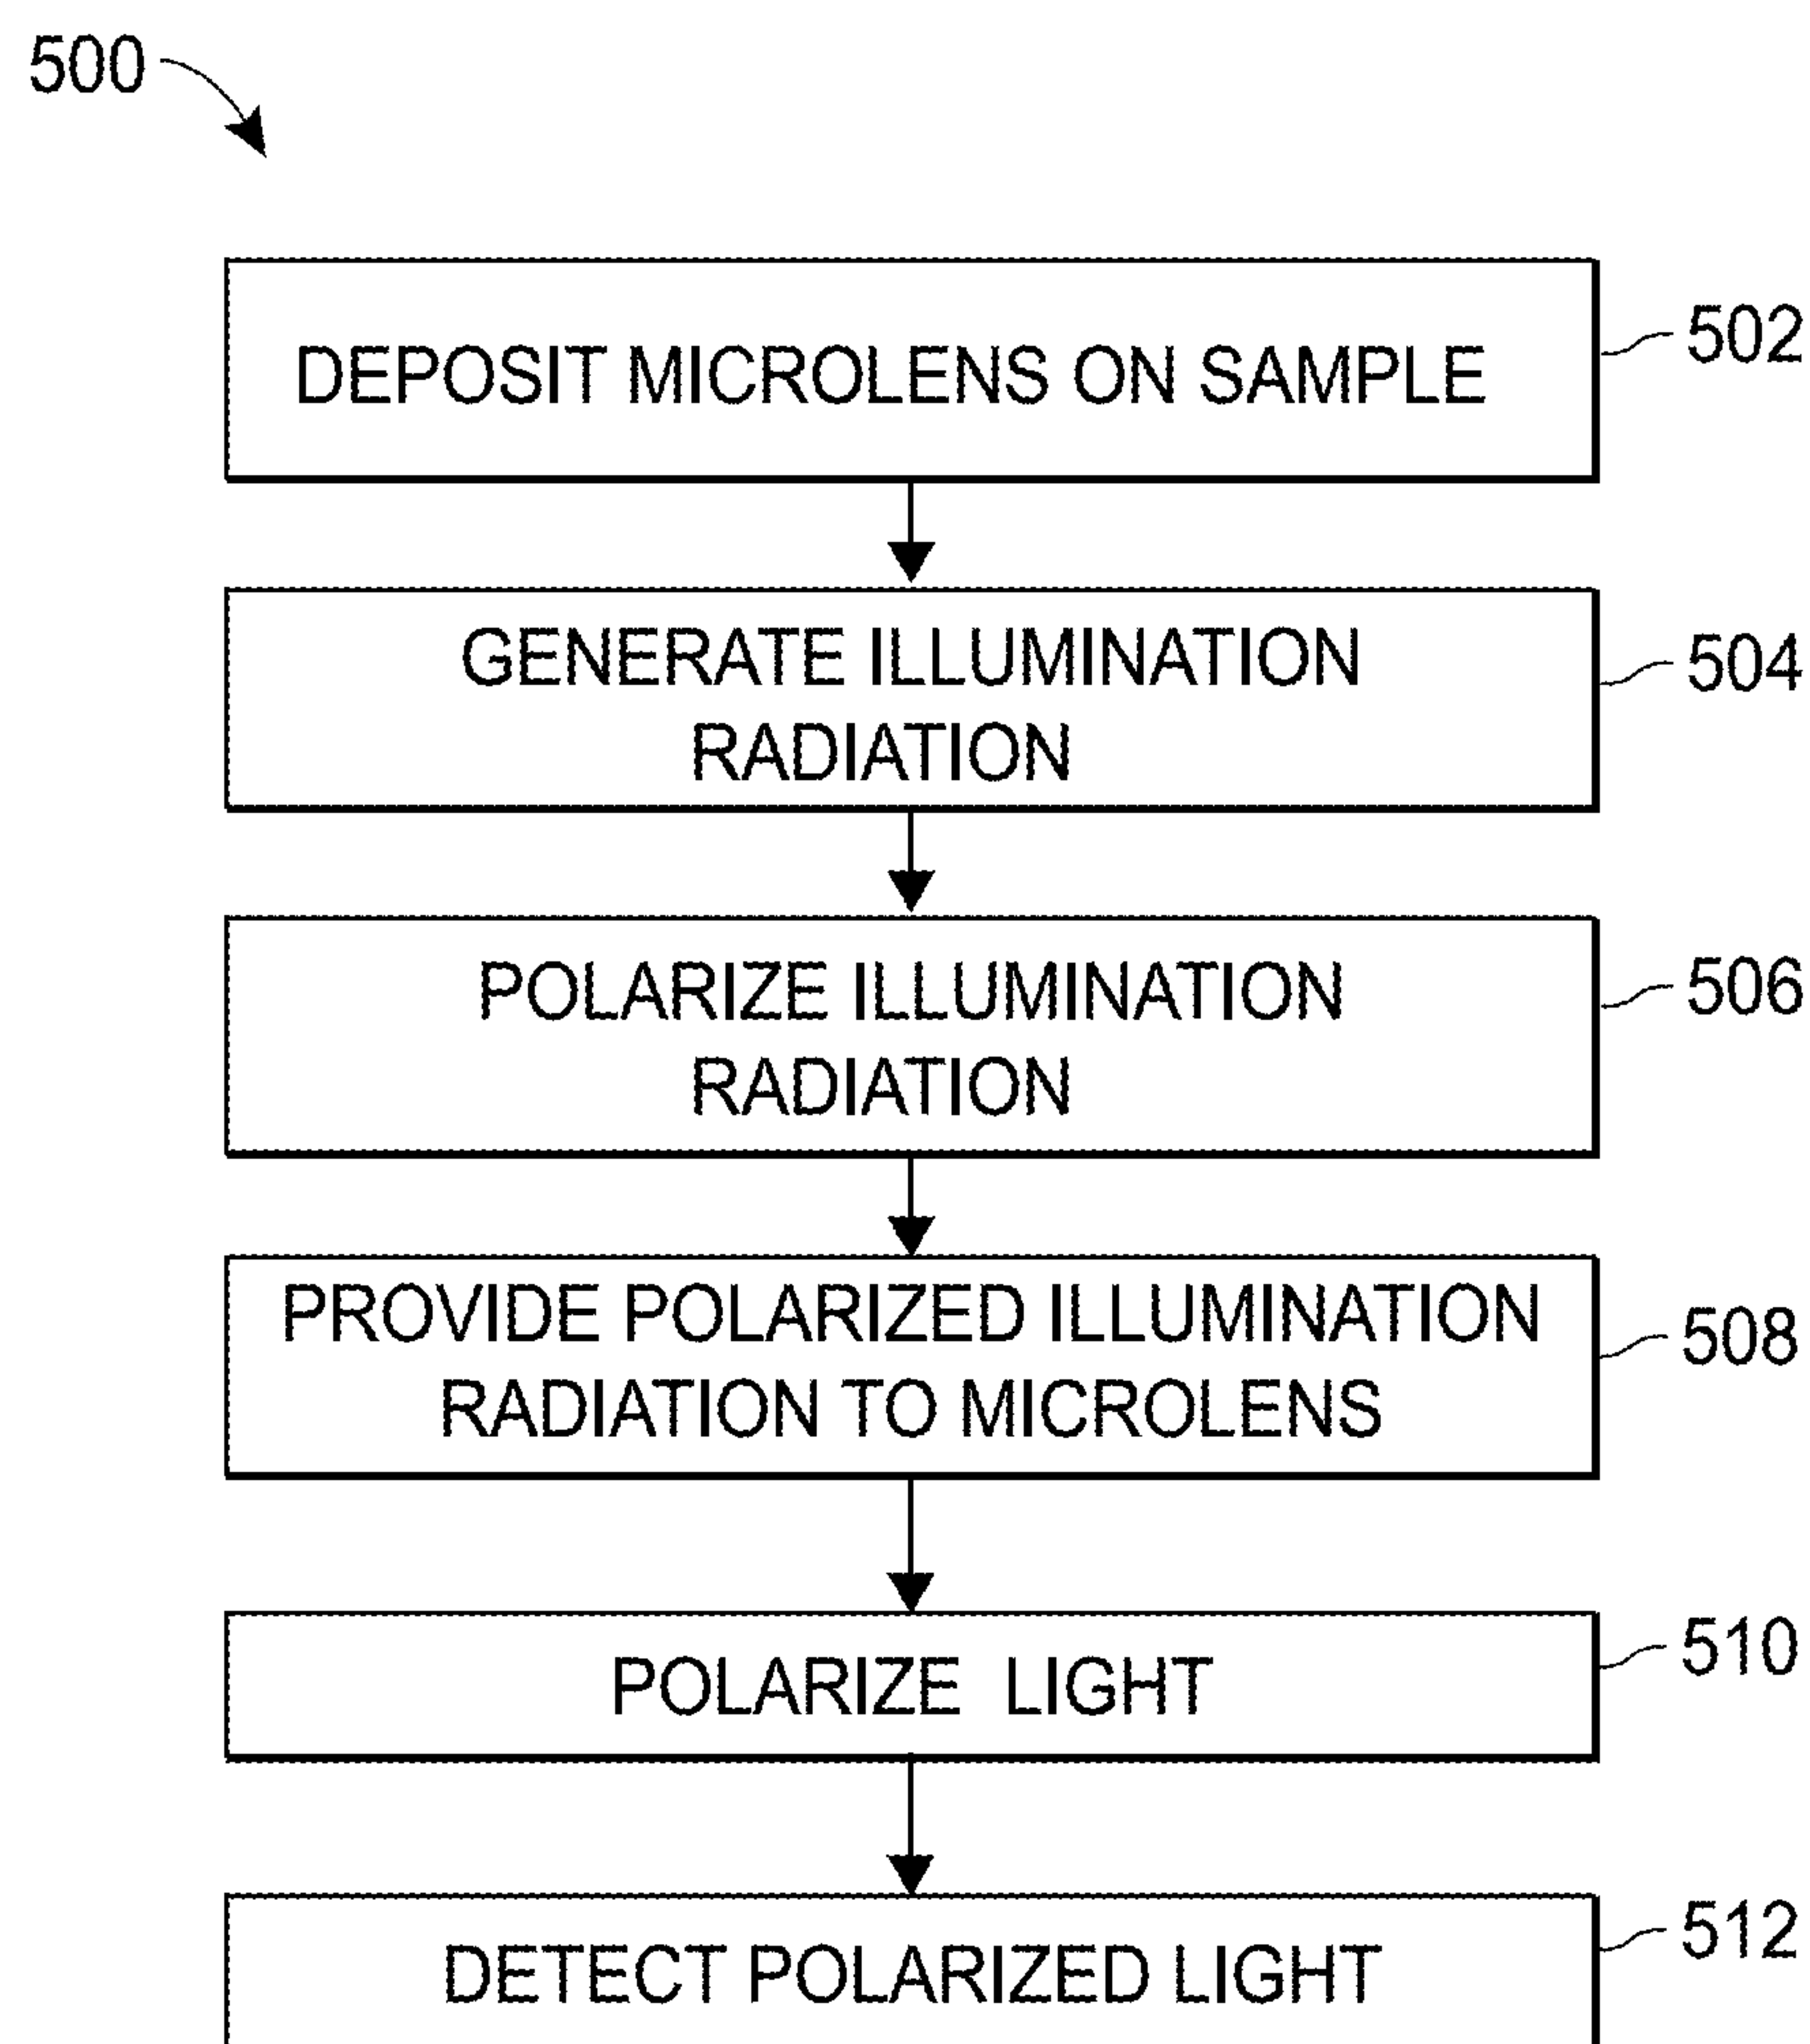 500
DEPOSIT MICROLENS ON SAMPLE
502
GENERATE ILLUMINATION
RADIATION
504
POLARIZE ILLUMINATION
RADIATION
506
PROVIDE POLARIZED ILLUMINATION
RADIATION TO MICROLENS
508
POLARIZE LIGHT
510
DETECT POLARIZED LIGHT
512